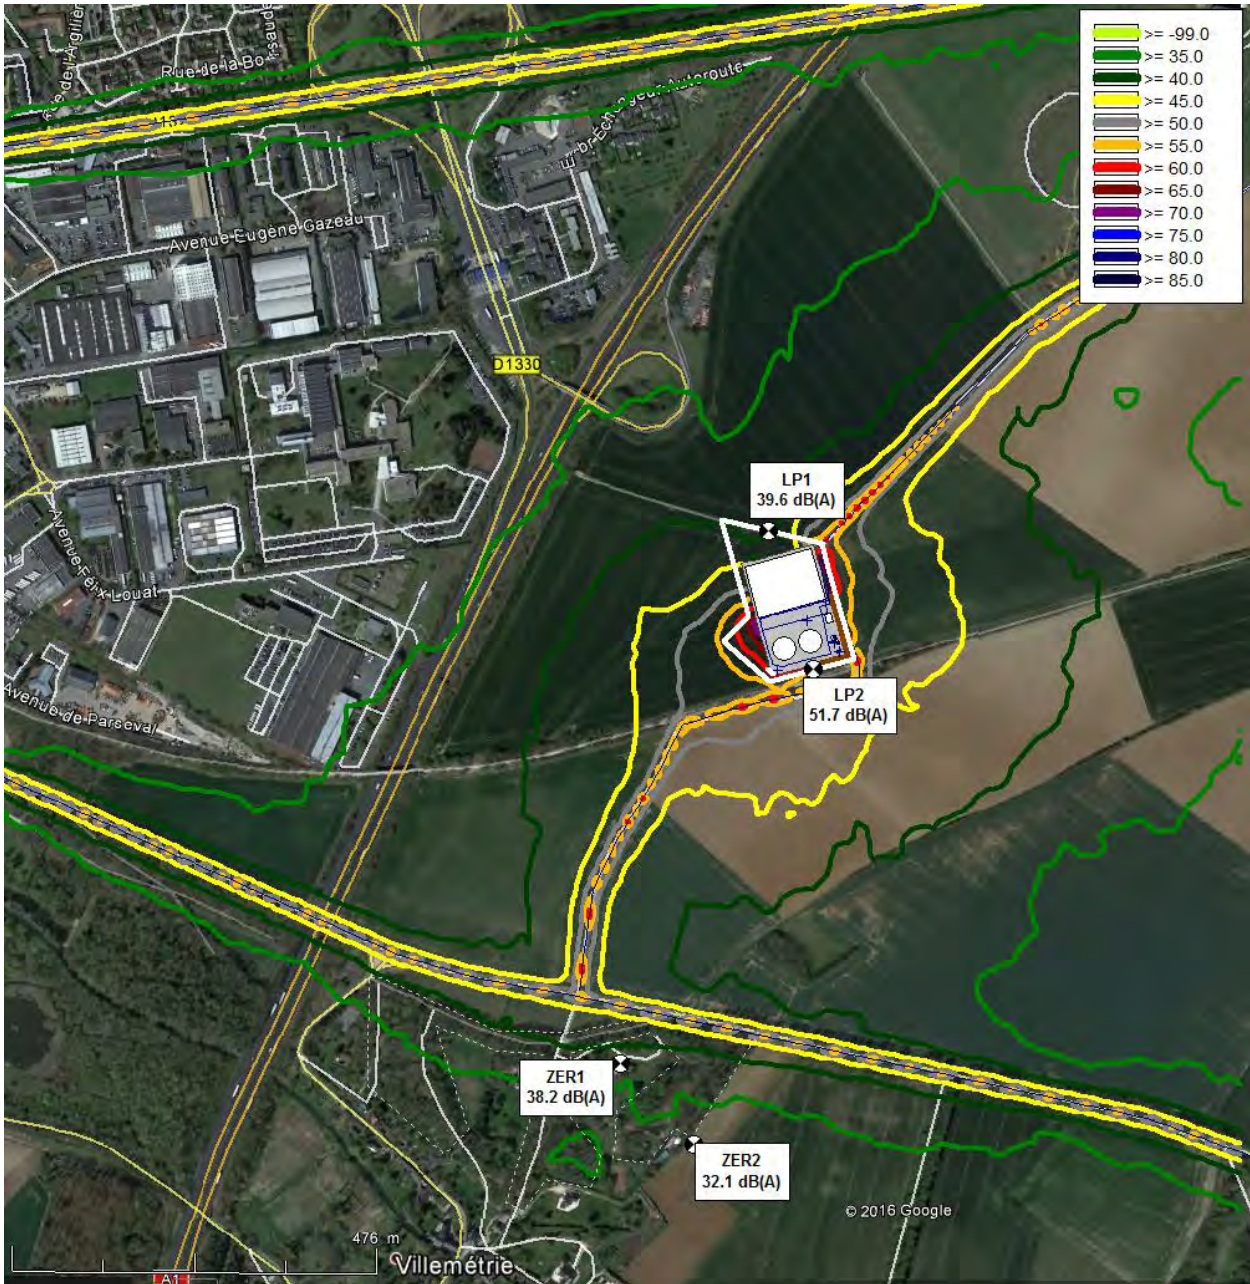 >= -99.0
>= 35.0
>= 40.0
>= 45.0
>= 50.0
>= 55.0
>= 60.0
>= 65.0
>= 70.0
>= 75.0
>= 80.0
>= 85.0
Rue de la Bo
Avenue Eugène Gazeau
br Echangeur Autoroute
D1330
LP1
39.6 dB(A)
Avenue Félix Louat
LP2
51.7 dB(A)
Avenue de Parseval
ZER1
38.2 dB(A)
ZER2
32.1 dB(A)
© 2016 Google
476 m
Villemétrie
A1